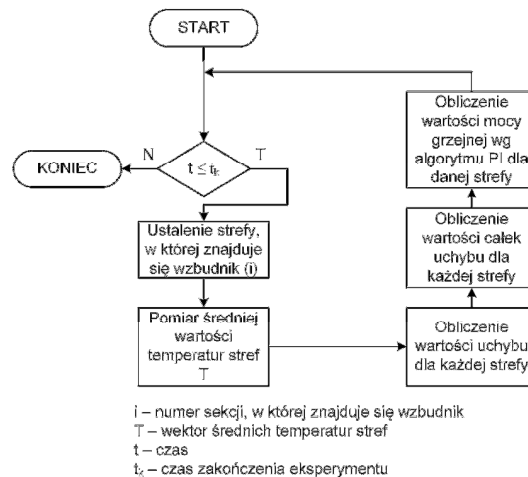 START
N
T
KONIEC
t ≤ tₖ
Ustalenie strefy,
w której znajduje
się wzbudnik (i)
Pomiar średniej
wartości
temperatur stref
T
Obliczenie
wartości uchybu
dla każdej strefy
Obliczenie
wartości całek
uchybu dla
każdej strefy
Obliczenie
wartości mocy
grzejnej wg
algorytmu PI dla
danej strefy
i – numer sekcji, w której znajduje się wzbudnik
T – wektor średnich temperatur stref
t – czas
tₖ – czas zakończenia eksperymentu